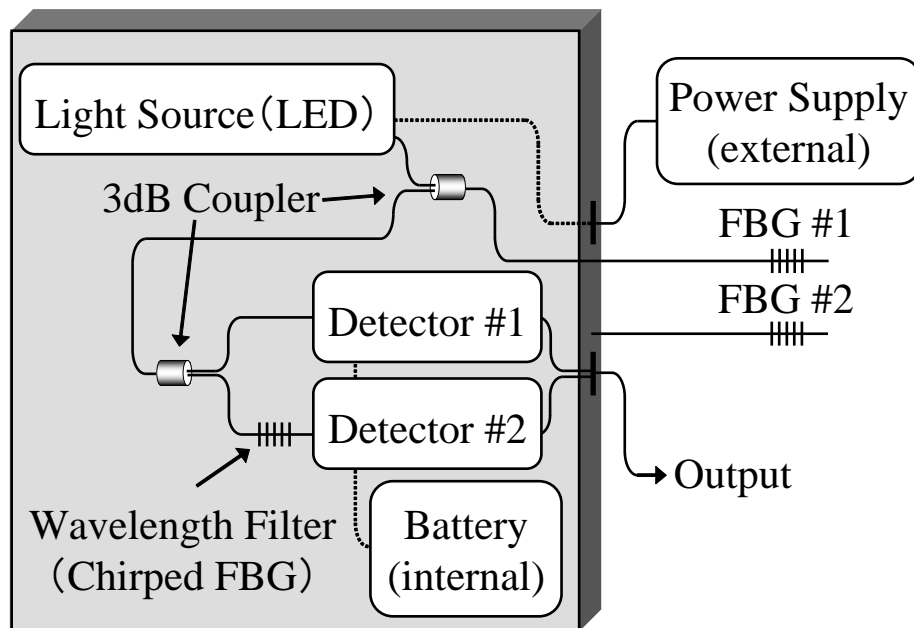 Light Source（LED）
Power Supply
(external)
3dB Coupler
FBG #1
FBG #2
Detector #1
Detector #2
Output
Wavelength Filter
（Chirped FBG）
Battery
(internal)